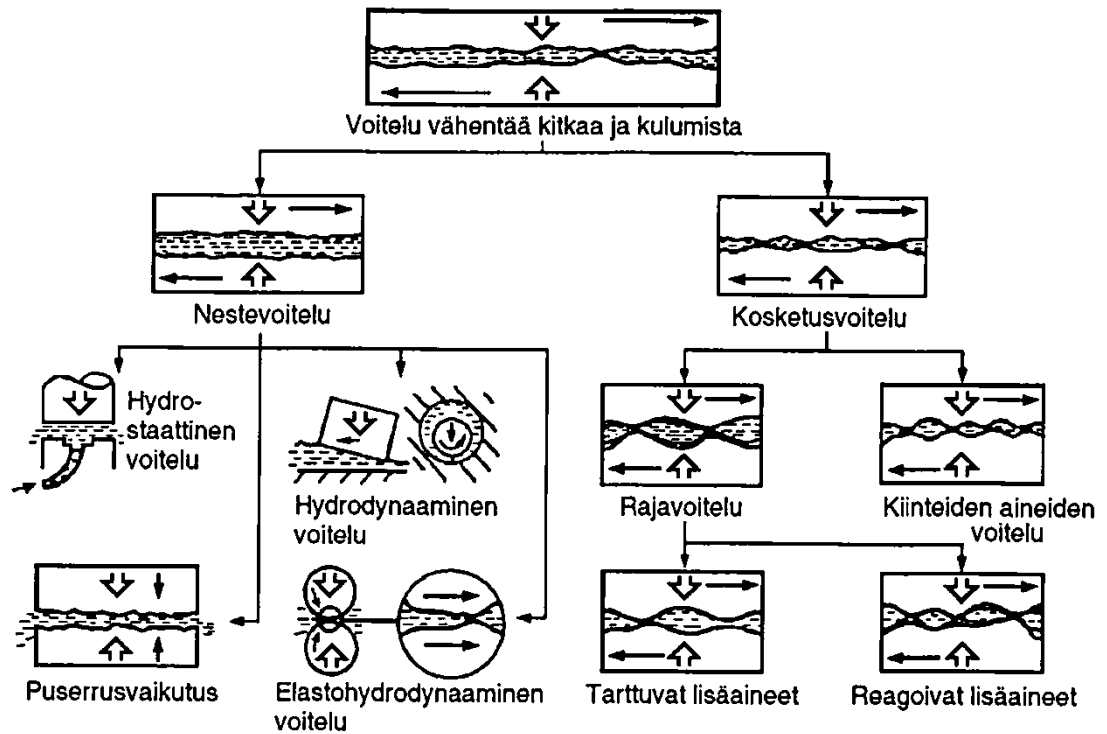 Voitelu vähentää kitkaa ja kulumista
Nestevoitelu
Kosketusvoitelu
Hydro-
staattinen
voitelu
Hydrodynaaminen
voitelu
Rajavoitelu
Kiinteiden aineiden
voitelu
Puserrusvaikutus
Elastohydrodynaaminen
voitelu
Tarttuvat lisäaineet
Reagoivat lisäaineet